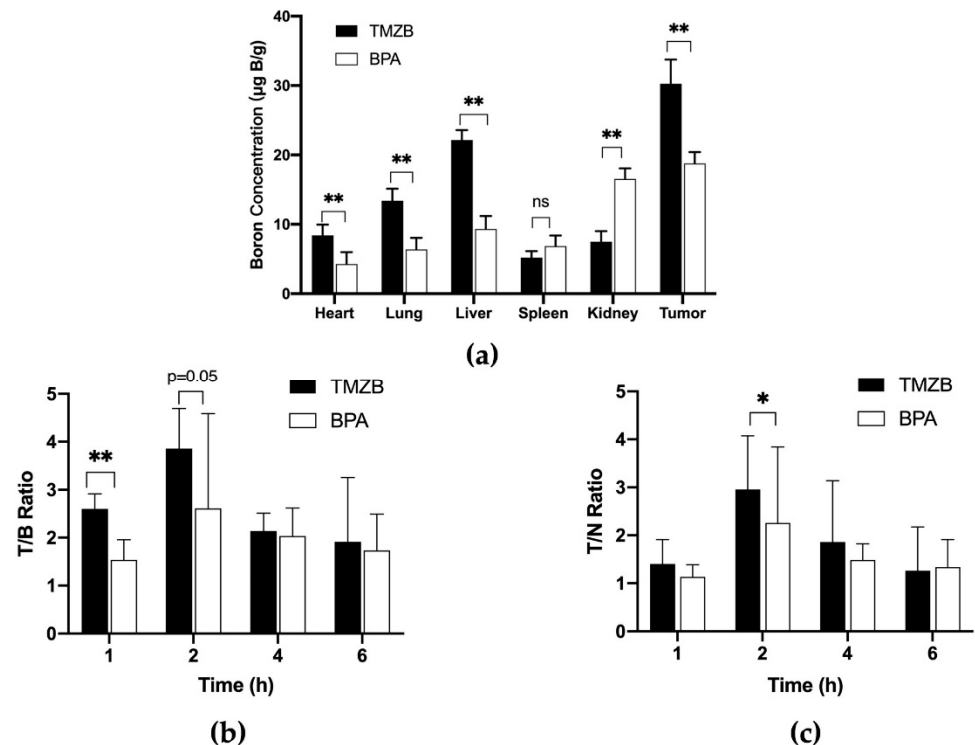 Boron Concentration (μg B/g)
40
30
20
10
0
TMZB
BPA
**
**
**
ns
**
**
Heart Lung Liver Spleen Kidney Tumor
(a)
T/B Ratio
5
4
3
2
1
0
**
p=0.05
TMZB
BPA
1 2 4 6
Time (h)
(b)
T/N Ratio
5
4
3
2
1
0
*
TMZB
BPA
1 2 4 6
Time (h)
(c)